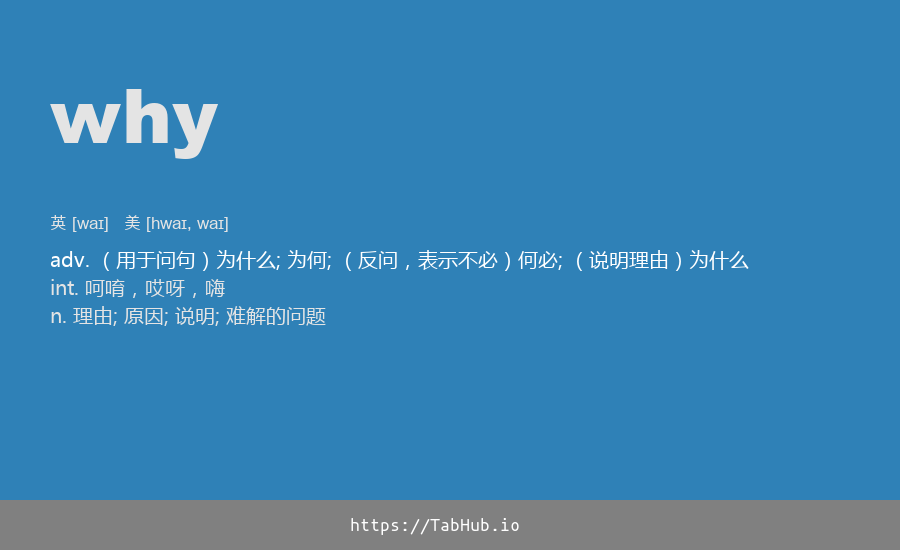 why
英 [waɪ] 美 [hwaɪ, waɪ]
adv. （用于问句）为什么; 为何; （反问，表示不必）何必; （说明理由）为什么
int. 呵唷，哎呀，嗨
n. 理由; 原因; 说明; 难解的问题
https://TabHub.io